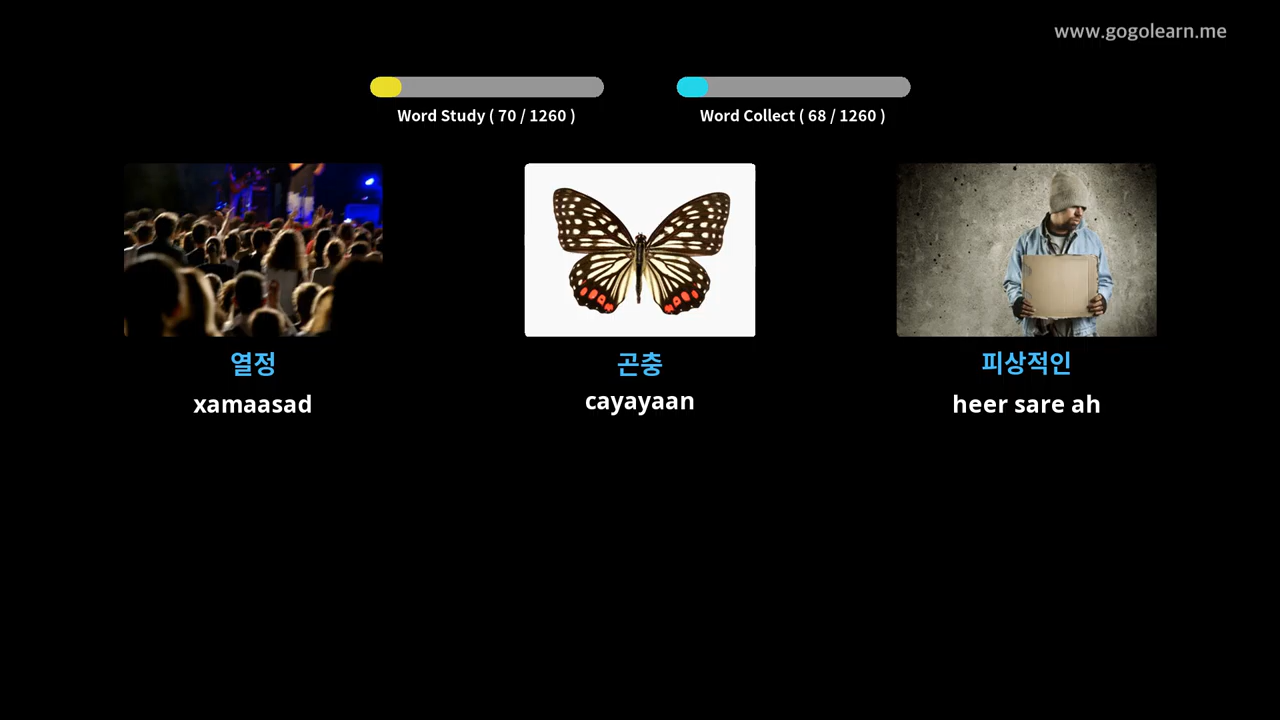 www.gogolearn.me
Word Study ( 70 / 1260 )
Word Collect ( 68 / 1260 )
열정
xamaasad
곤충
cayayaan
피상적인
heer sare ah